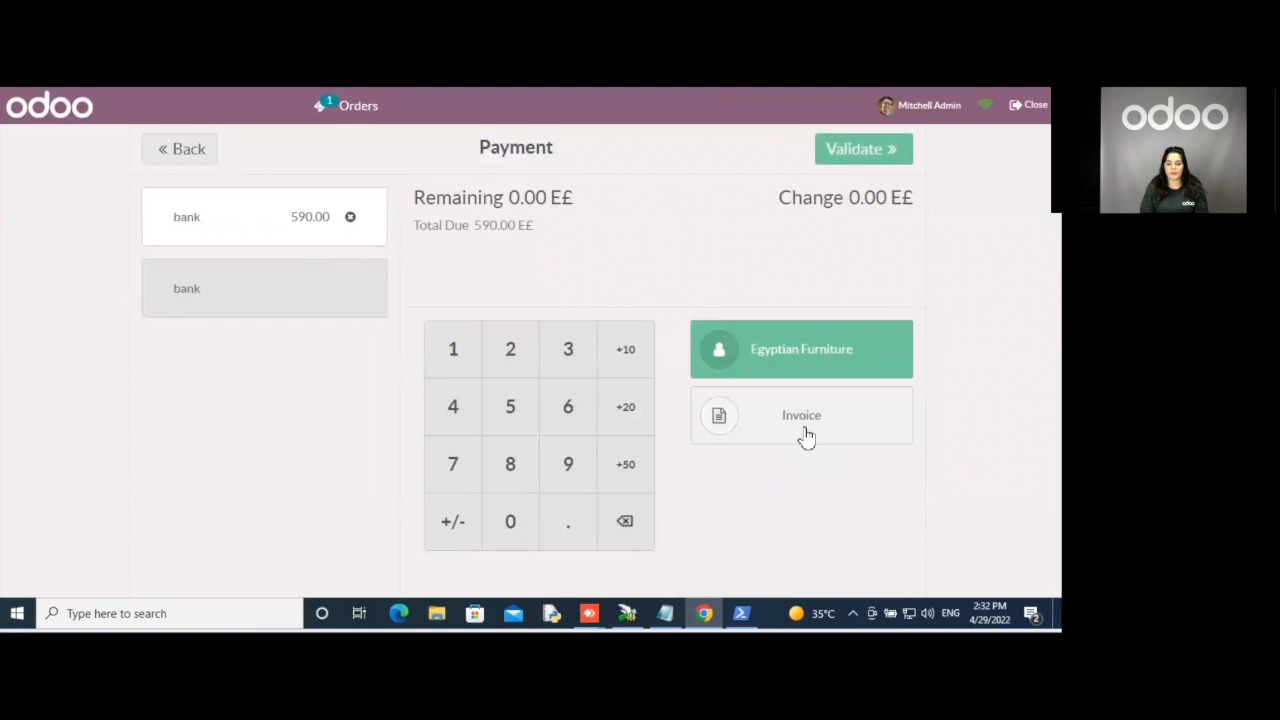 odoo
1
Orders
Mitchell Admin
Close
odoo
« Back
Payment
Validate »
bank 590.00
Remaining 0.00 E£
Change 0.00 E£
Total Due 590.00 E£
bank
1 2 3 +10
4 5 6 +20
7 8 9 +50
+/- 0 .
Egyptian Furniture
Invoice
odoo
Type here to search
35°C
ENG
2:32 PM
4/29/2022
2